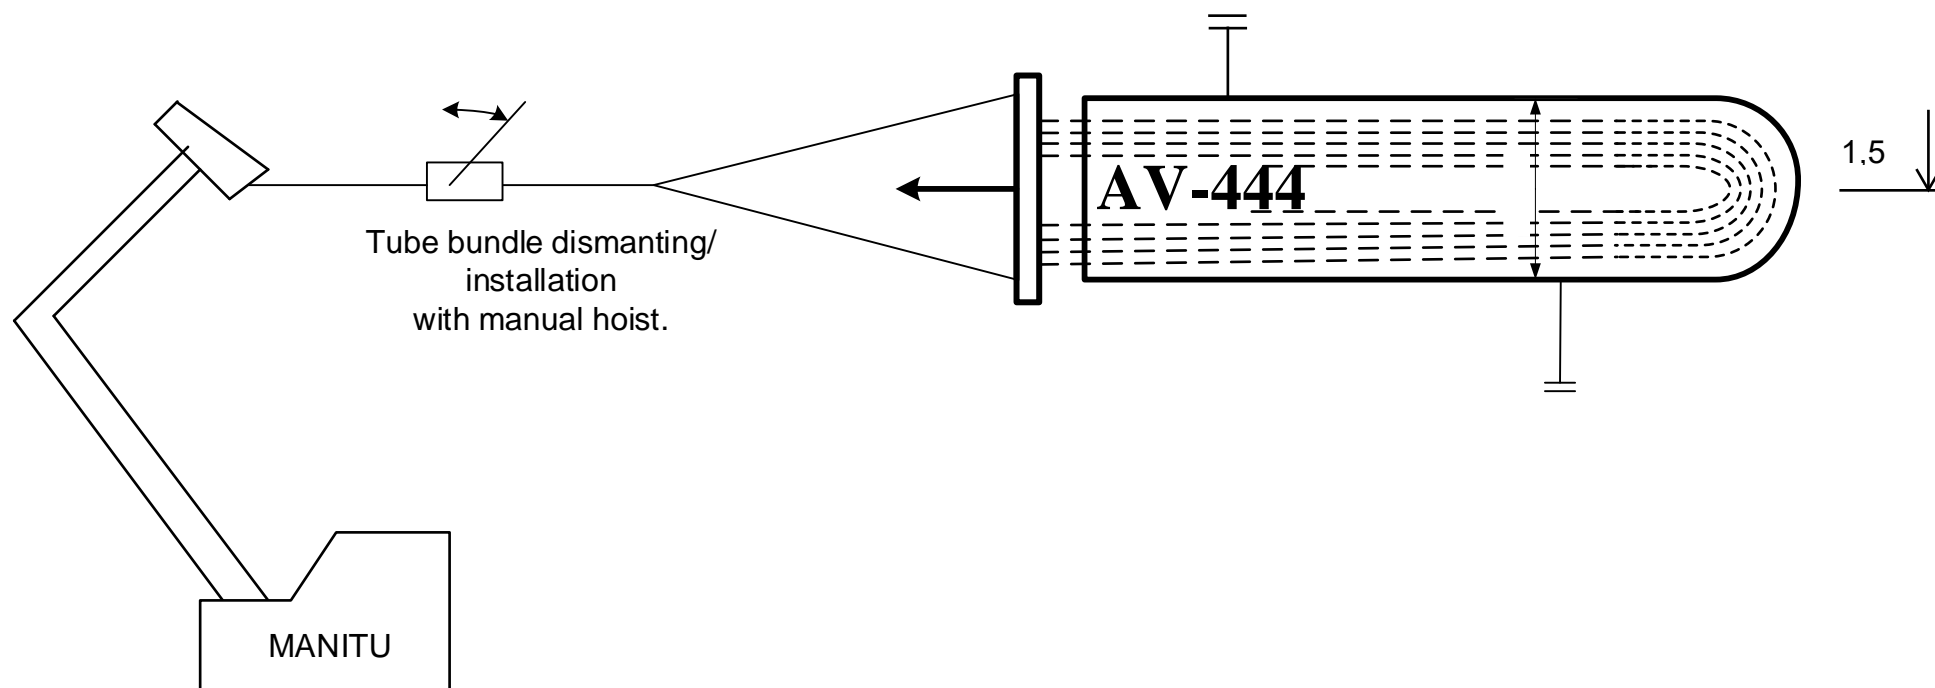 AV-444
1,5
Tube bundle dismanting/
installation
with manual hoist.
MANITU